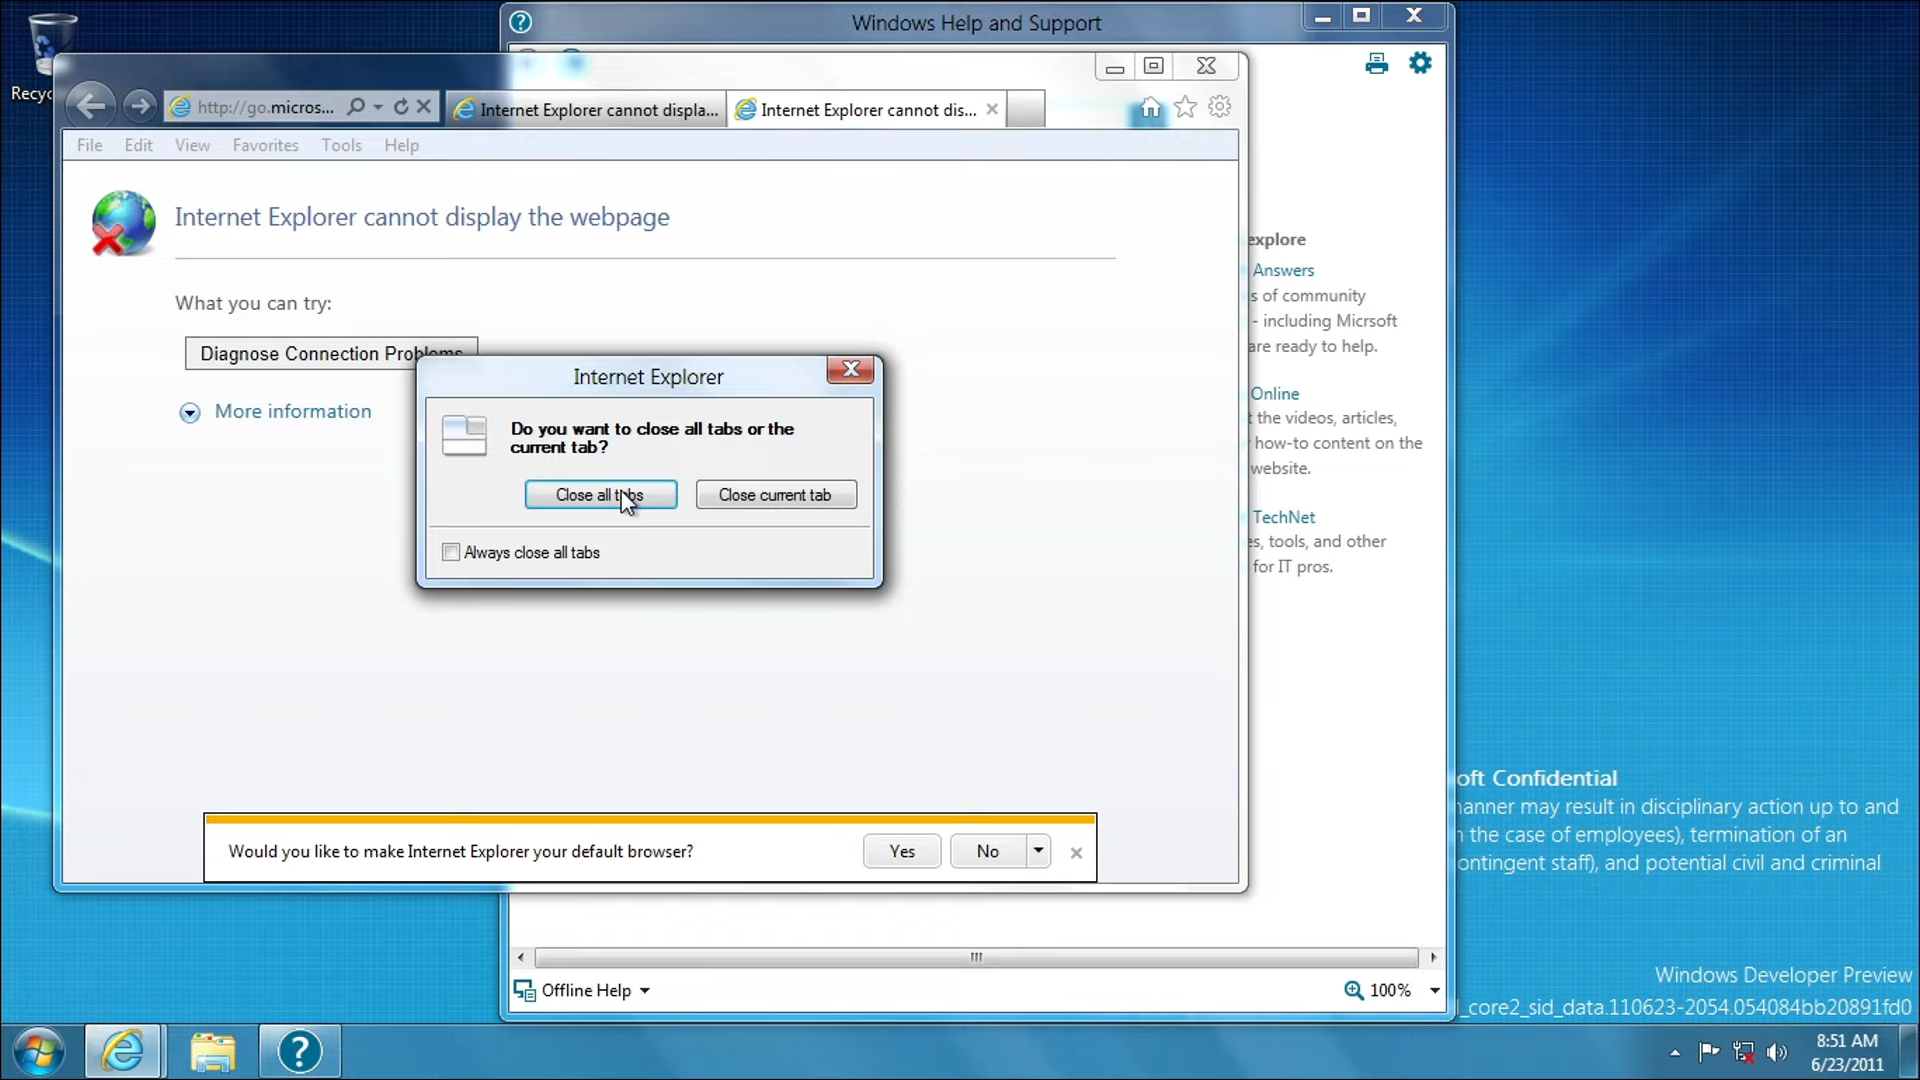 Windows Help and Support
Recyc
http://go.micros...
Internet Explorer cannot displa...
Internet Explorer cannot dis...
File Edit View Favorites Tools Help
Internet Explorer cannot display the webpage
What you can try:
Diagnose Connection Problems
More information
Internet Explorer
Do you want to close all tabs or the
current tab?
Close all tabs
Close current tab
Always close all tabs
explore
Answers
s of community
- including Micrsoft
are ready to help.
Online
t the videos, articles,
how-to content on the
website.
TechNet
es, tools, and other
for IT pros.
Would you like to make Internet Explorer your default browser?
Yes
No
oft Confidential
manner may result in disciplinary action up to and
n the case of employees), termination of an
ontingent staff), and potential civil and criminal
Offline Help
100%
Windows Developer Preview
l_core2_sid_data.110623-2054.054084bb20891fd0
8:51 AM
6/23/2011